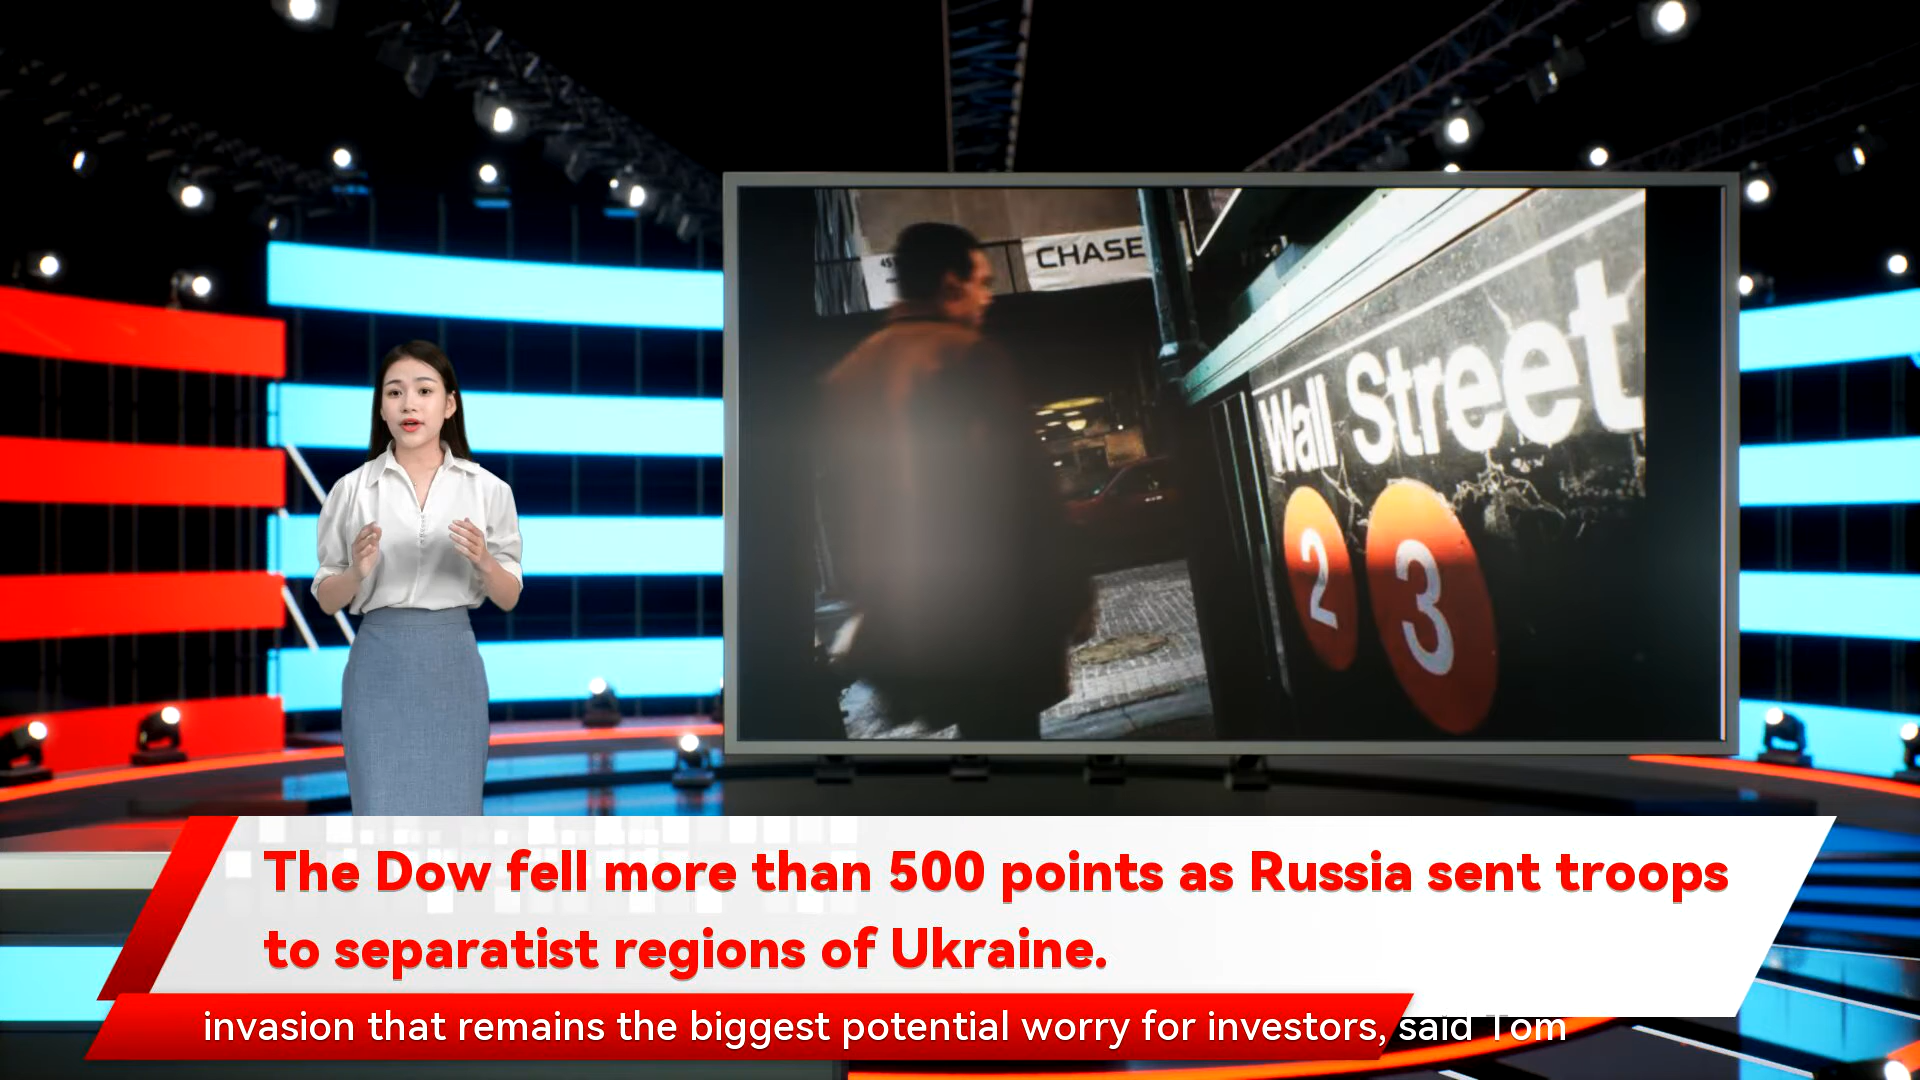 CHASE
45
Wall Street
2 3
The Dow fell more than 500 points as Russia sent troops
to separatist regions of Ukraine.
invasion that remains the biggest potential worry for investors, said Tom